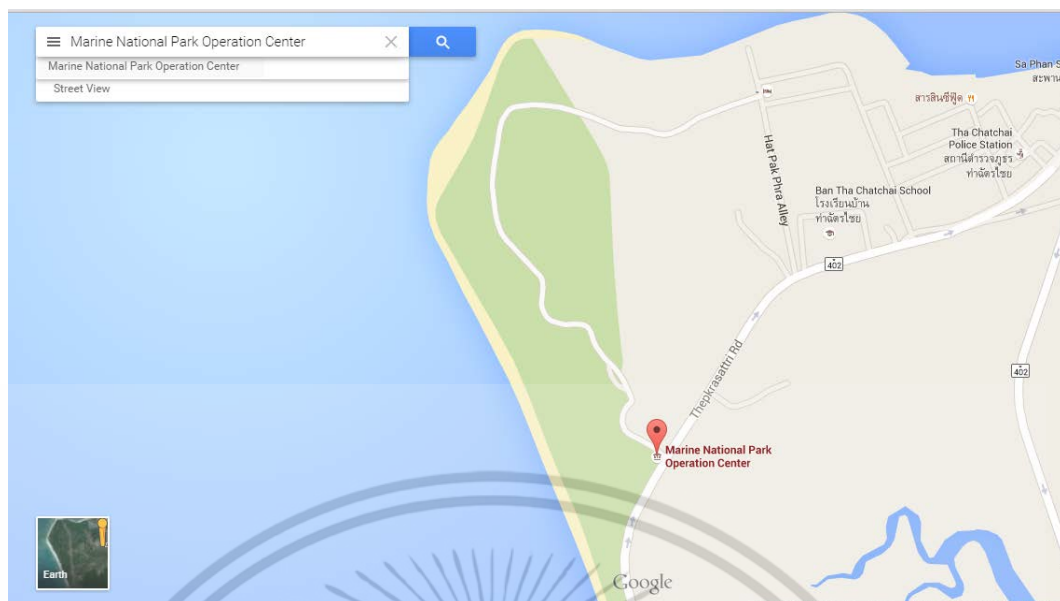 Marine National Park Operation Center
Marine National Park Operation Center
Street View
Sa Phan S
สะพาน
สารสินซีฟู้ด
Tha Chatchai
Police Station
สถานีตำรวจภูธร
ท่าฉัตรไชย
Hat Pak Phra Alley
Ban Tha Chatchai School
โรงเรียนบ้าน
ท่าฉัตรไชย
402
402
Thepkrasattri Rd
Marine National Park
Operation Center
Earth
Google